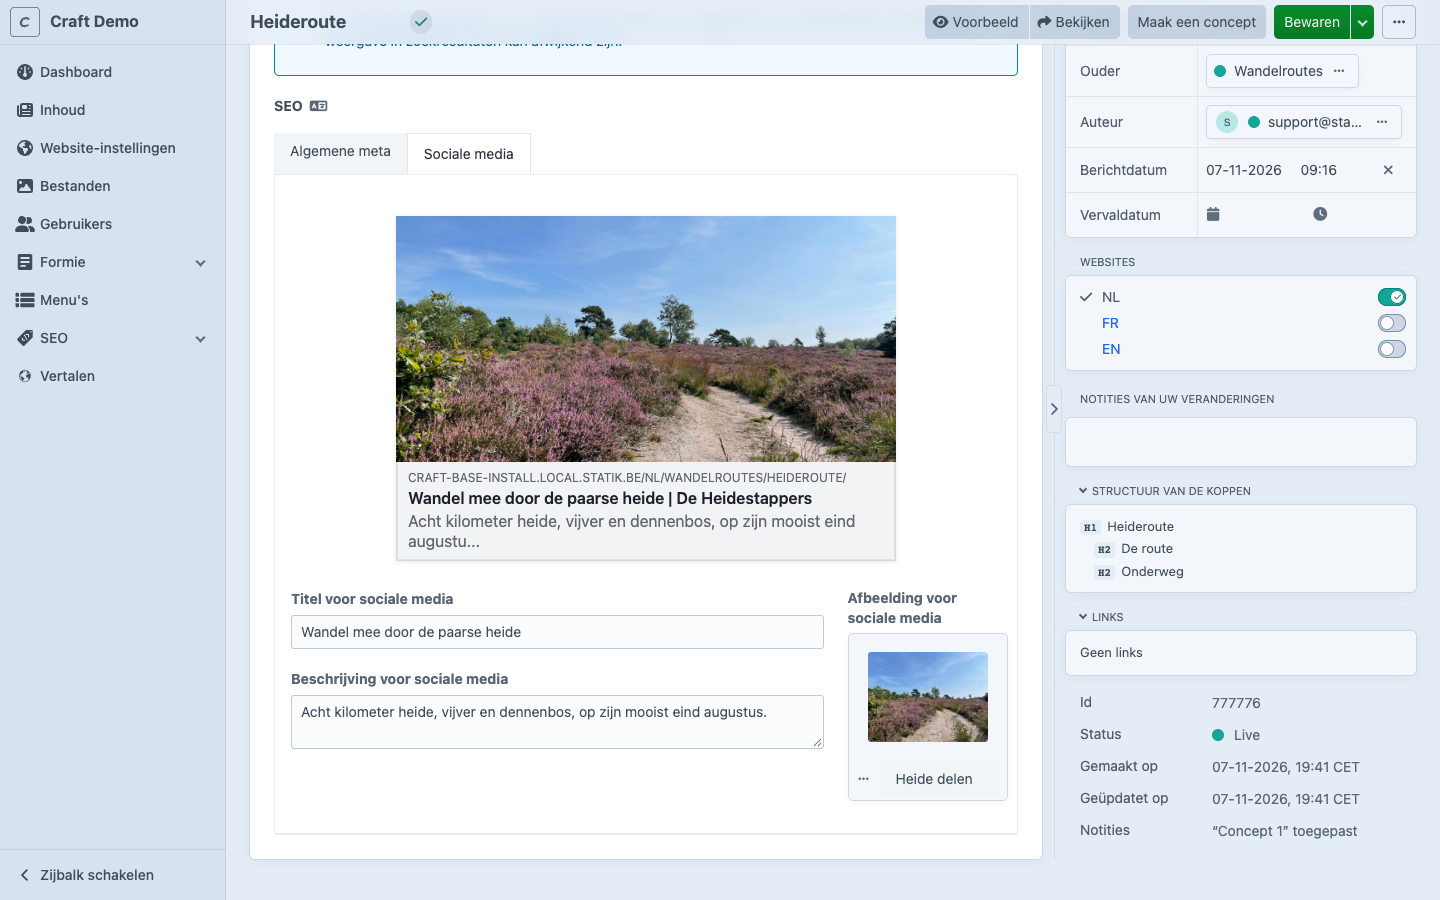 C Craft Demo
Heideroute
Voorbeeld
Bekijken
Maak een concept
Bewaren
Dashboard
Inhoud
Website-instellingen
Bestanden
Gebruikers
Formie
Menu's
SEO
Vertalen
Zijbalk schakelen
SEO
Algemene meta
Sociale media
CRAFT-BASE-INSTALL.LOCAL.STATIK.BE/NL/WANDELROUTES/HEIDEROUTE/
Wandel mee door de paarse heide | De Heidestappers
Acht kilometer heide, vijver en dennenbos, op zijn mooist eind
augustu...
Titel voor sociale media
Wandel mee door de paarse heide
Beschrijving voor sociale media
Acht kilometer heide, vijver en dennenbos, op zijn mooist eind augustus.
Afbeelding voor
sociale media
Heide delen
Ouder Wandelroutes
Auteur S support@sta...
Berichtdatum 07-11-2026 09:16
Vervaldatum
WEBSITES
NL
FR
EN
NOTITIES VAN UW VERANDERINGEN
STRUCTUUR VAN DE KOPPEN
H1 Heideroute
H2 De route
H2 Onderweg
LINKS
Geen links
Id 777776
Status Live
Gemaakt op 07-11-2026, 19:41 CET
Geüpdatet op 07-11-2026, 19:41 CET
Notities “Concept 1” toegepast